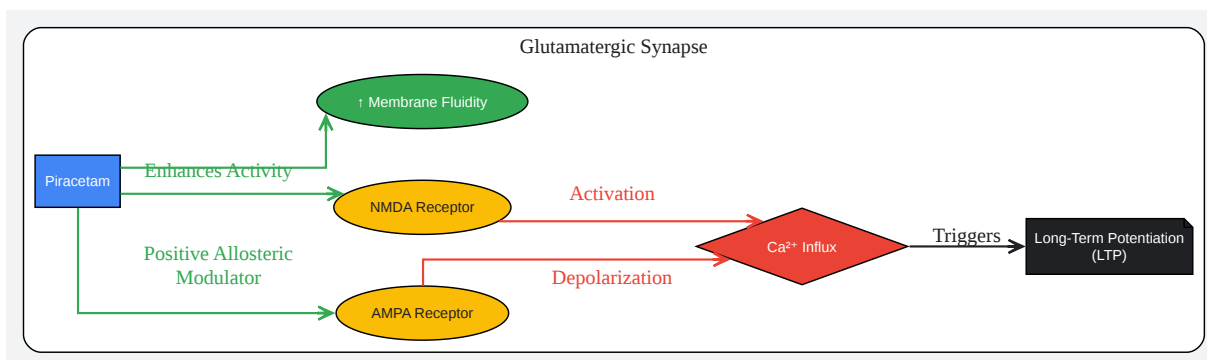 Glutamatergic Synapse
↑ Membrane Fluidity
Enhances Activity
Piracetam
Activation
NMDA Receptor
Triggers
Long-Term Potentiation
(LTP)
Ca²⁺ Influx
Positive Allosteric
Modulator
Depolarization
AMPA Receptor